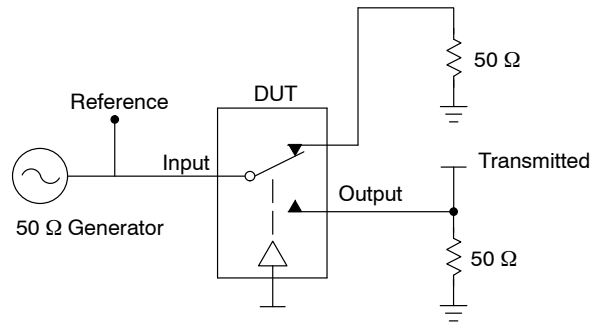 50 Ω
DUT
Reference
Input
Transmitted
Output
50 Ω Generator
50 Ω